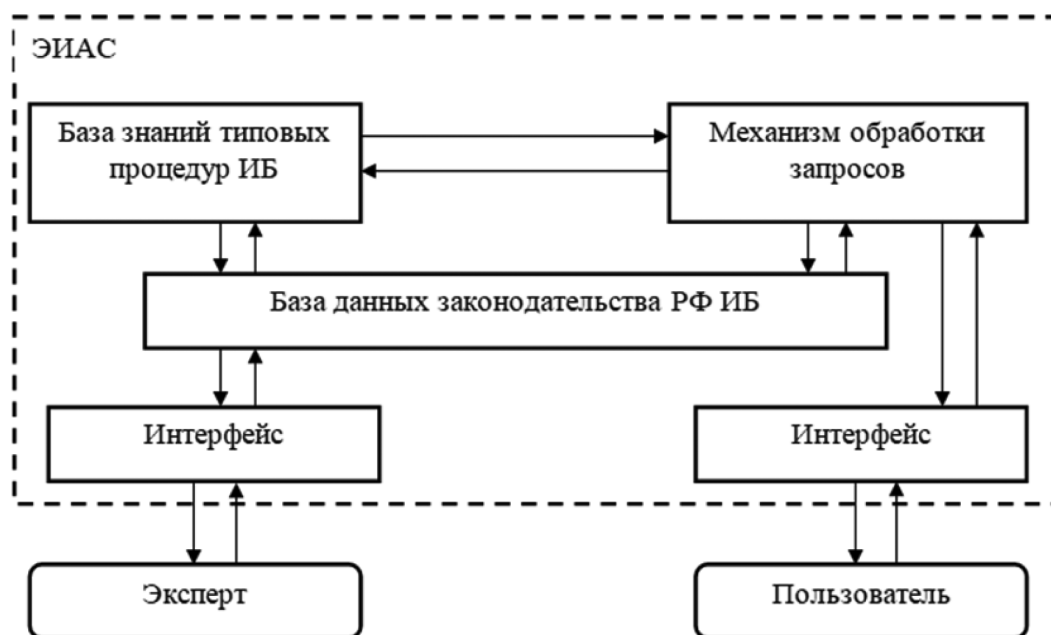 ЭИАС
База знаний типовых
процедур ИБ
Механизм обработки
запросов
База данных законодательства РФ ИБ
Интерфейс
Интерфейс
Эксперт
Пользователь